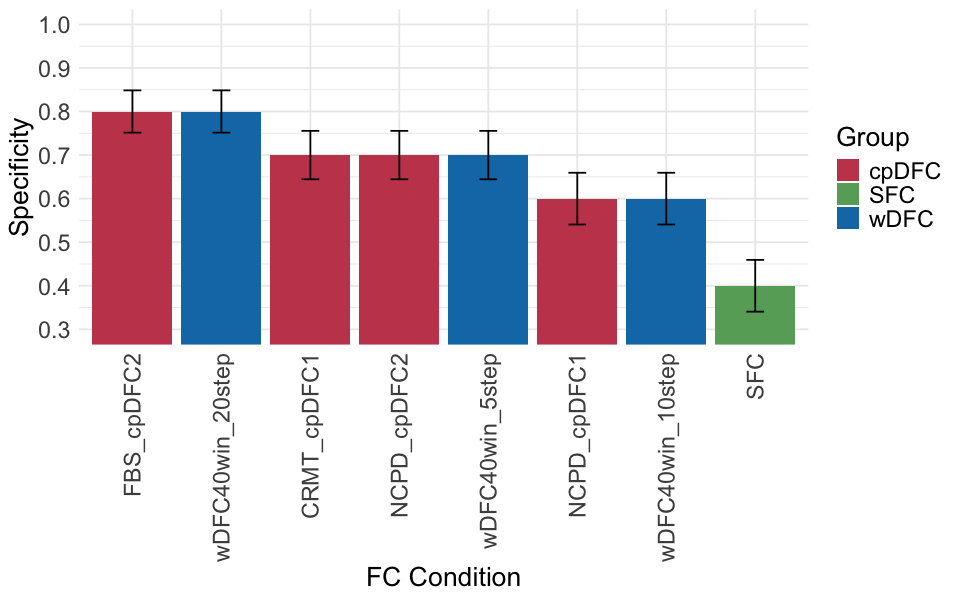 Specificity
1.0
0.9
0.8
0.7
0.6
0.5
0.4
0.3
FBS_cpDFC2
wDFC40win_20step
CRMT_cpDFC1
NCPD_cpDFC2
wDFC40win_5step
NCPD_cpDFC1
wDFC40win_10step
SFC
FC Condition
Group
cpDFC
SFC
wDFC